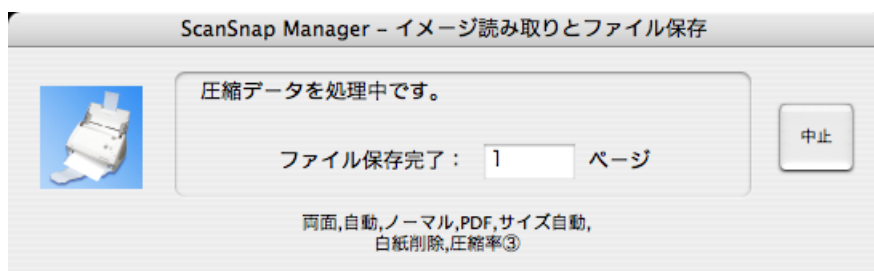 ScanSnap Manager – イメージ読み取りとファイル保存
圧縮データを処理中です。
中止
ファイル保存完了： 1 ページ
両面,自動,ノーマル,PDF,サイズ自動,
白紙削除,圧縮率③